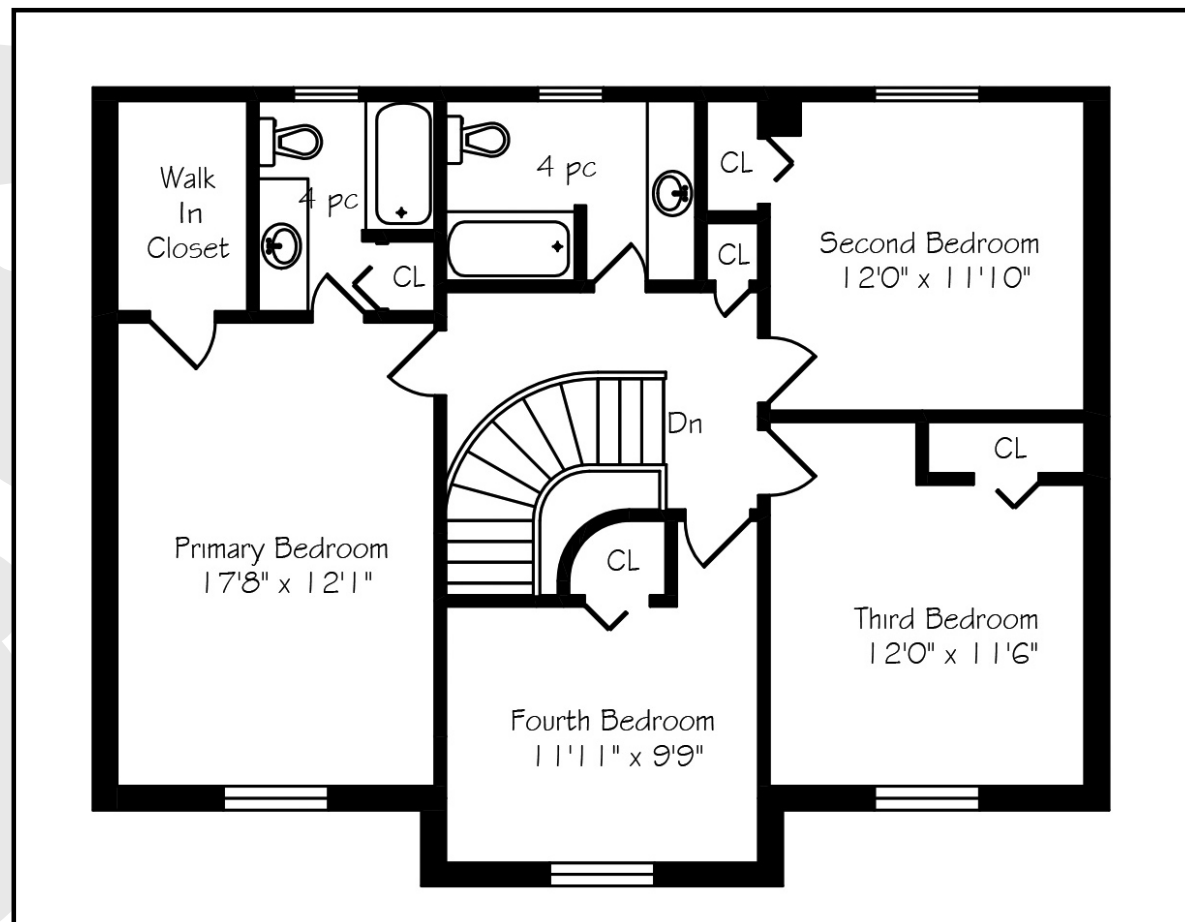 Walk
In
Closet
4 pc
CL
4 pc
CL
CL
Second Bedroom
12'0" x 11'10"
Dn
CL
Primary Bedroom
17'8" x 12'1"
CL
Third Bedroom
12'0" x 11'6"
Fourth Bedroom
11'11" x 9'9"